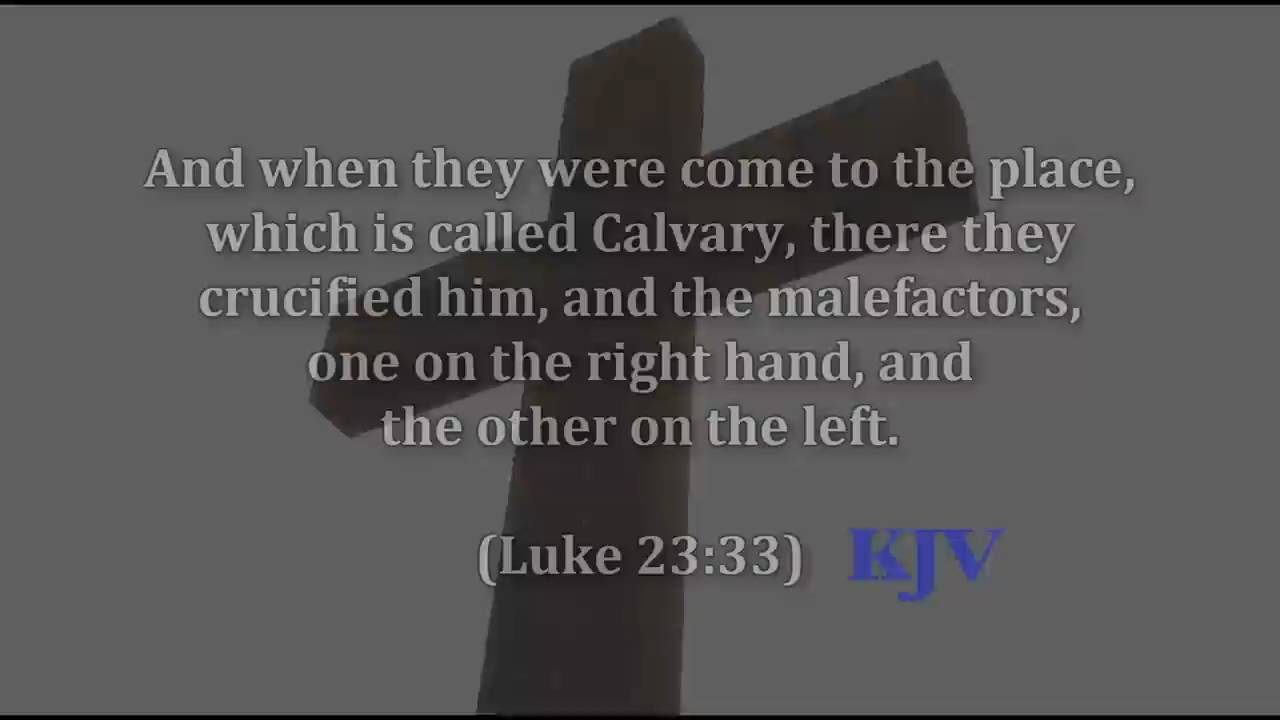 And when they were come to the place,
which is called Calvary, there they
crucified him, and the malefactors,
one on the right hand, and
the other on the left.
(Luke 23:33) KJV